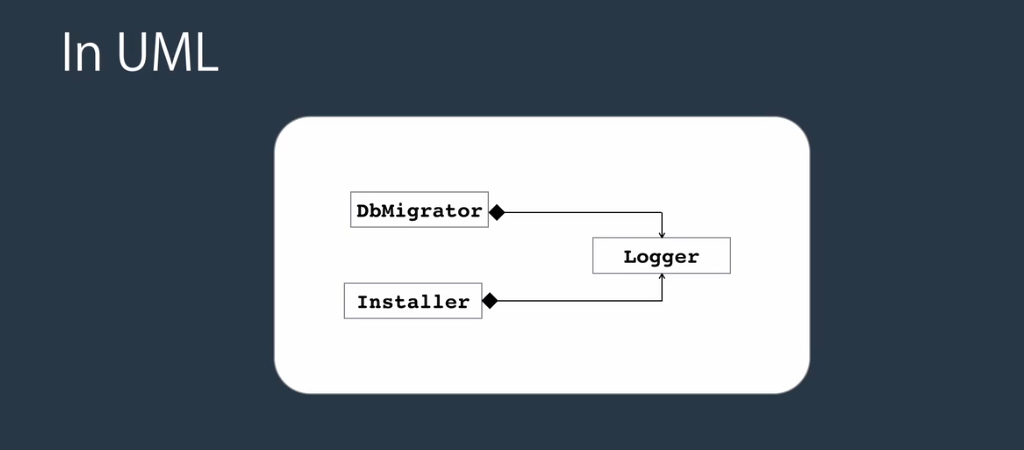 In UML
DbMigrator
Logger
Installer